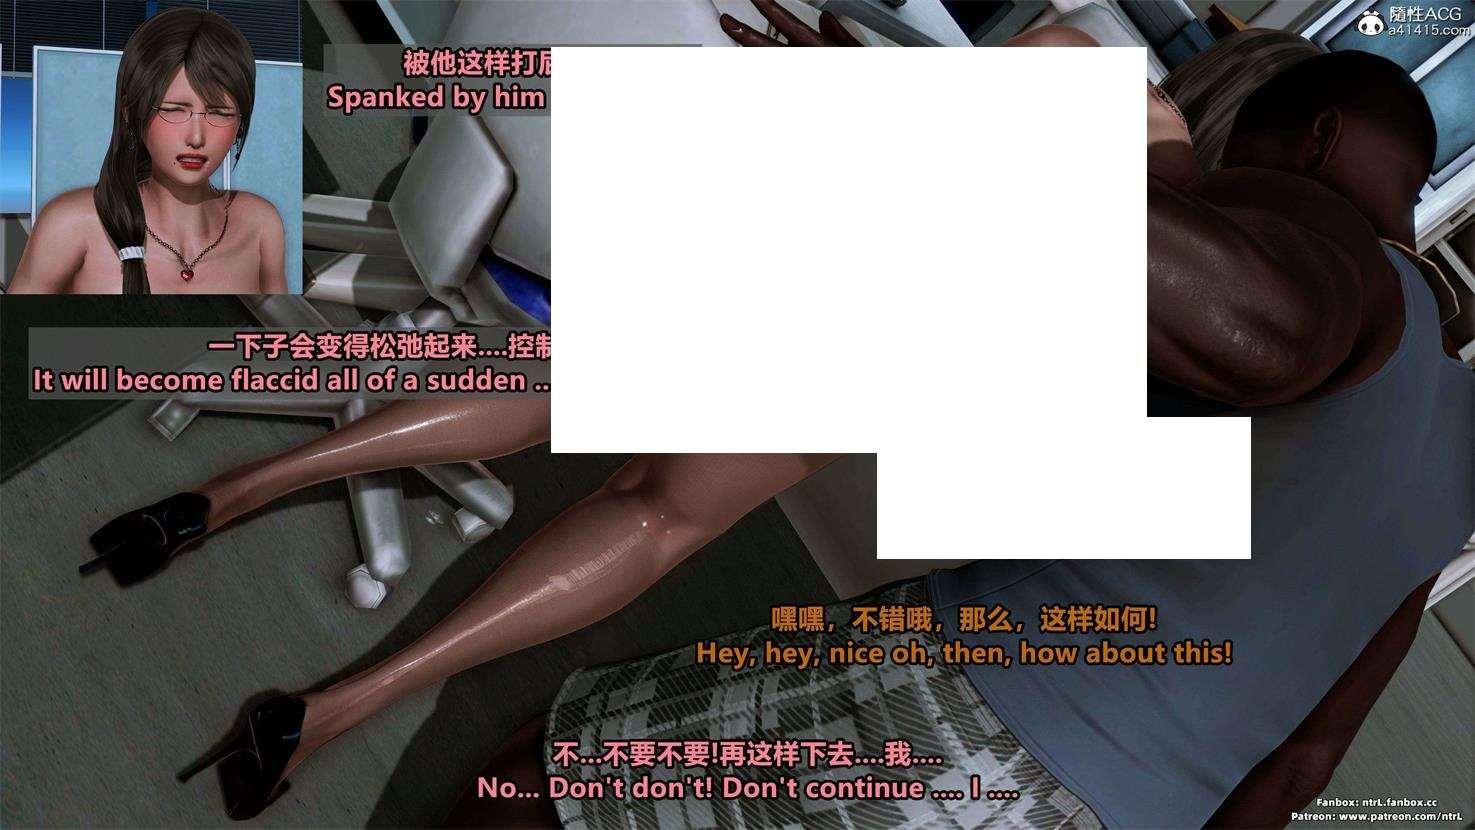 隨性ACG
a41415.com
被他这样打
Spanked by him
一下子会变得松弛起来....控制
It will become flaccid all of a sudden ..
嘿嘿，不错哦，那么，这样如何!
Hey, hey, nice oh, then, how about this!
不...不要不要!再这样下去....我....
No... Don't don't! Don't continue .... I ....
Fanbox: ntrL.fanbox.cc
Patreon: www.patreon.com/ntrL